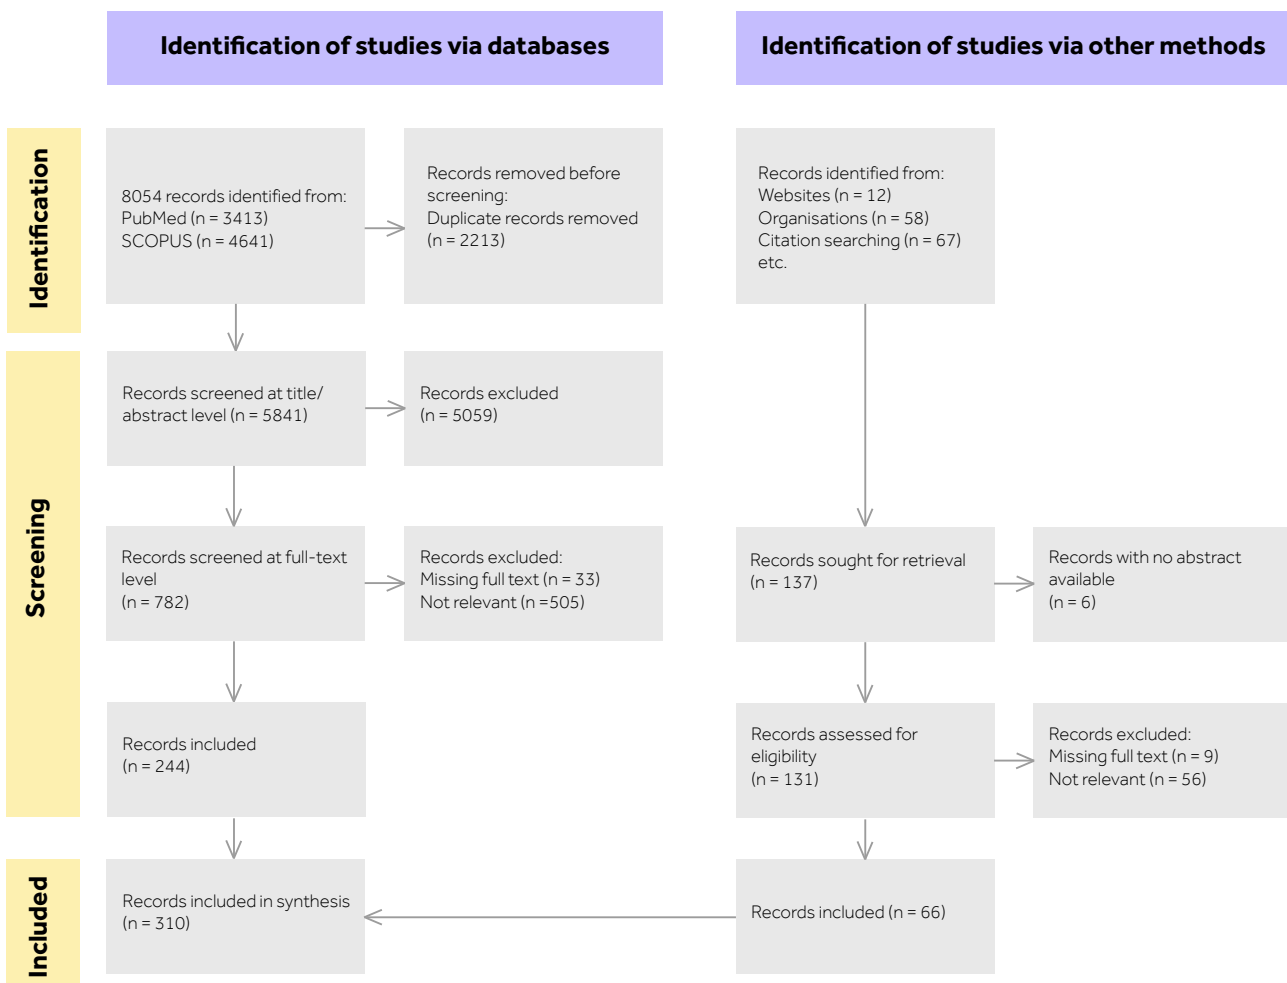 Identification of studies via databases
Identification of studies via other methods
Identification
8054 records identified from:
PubMed (n = 3413)
SCOPUS (n = 4641)
Records removed before
screening:
Duplicate records removed
(n = 2213)
Records identified from:
Websites (n = 12)
Organisations (n = 58)
Citation searching (n = 67)
etc.
Screening
Records screened at title/
abstract level (n = 5841)
Records excluded
(n = 5059)
Records screened at full-text
level
(n = 782)
Records excluded:
Missing full text (n = 33)
Not relevant (n =505)
Records sought for retrieval
(n = 137)
Records with no abstract
available
(n = 6)
Records included
(n = 244)
Records assessed for
eligibility
(n = 131)
Records excluded:
Missing full text (n = 9)
Not relevant (n = 56)
Included
Records included in synthesis
(n = 310)
Records included (n = 66)